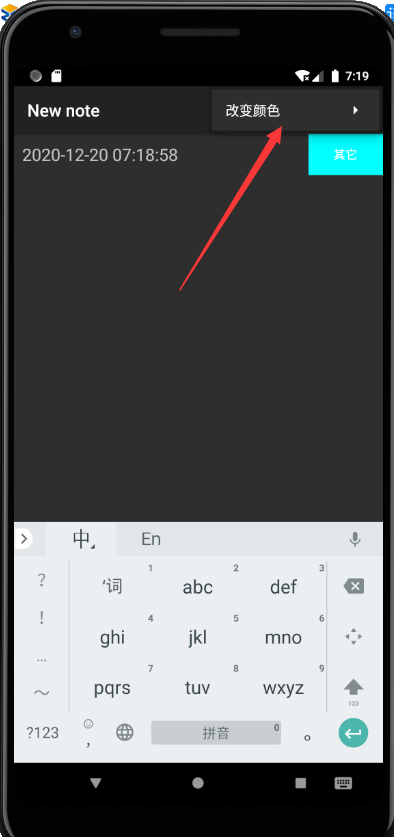 7:19
New note
改变颜色
2020-12-20 07:18:58
其它
中 En
? '词 1 abc 2 def 3
! ghi 4 jkl 5 mno 6
... pqrs 7 tuv 8 wxyz 9
～ 123
?123 , 拼音 0 。